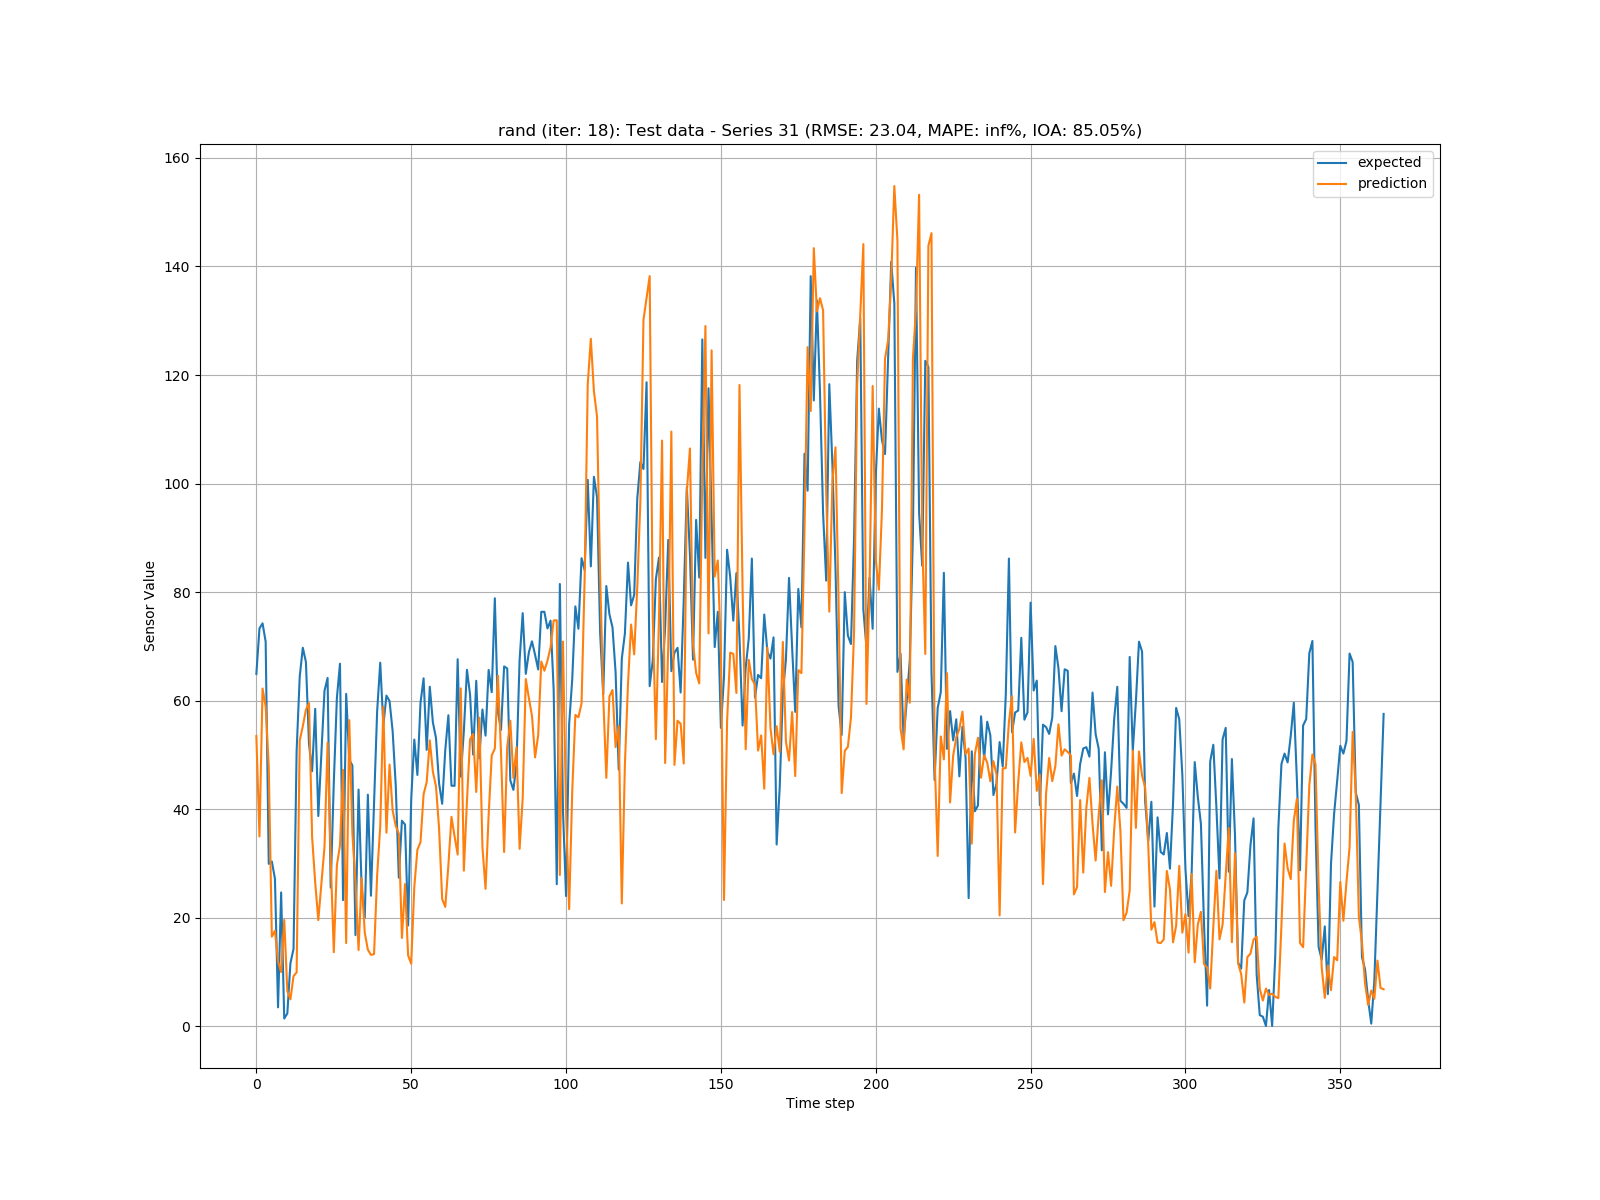 rand (iter: 18): Test data - Series 31 (RMSE: 23.04, MAPE: inf%, IOA: 85.05%)
expected
prediction
160
140
120
100
80
60
40
20
0
Sensor Value
0 50 100 150 200 250 300 350
Time step